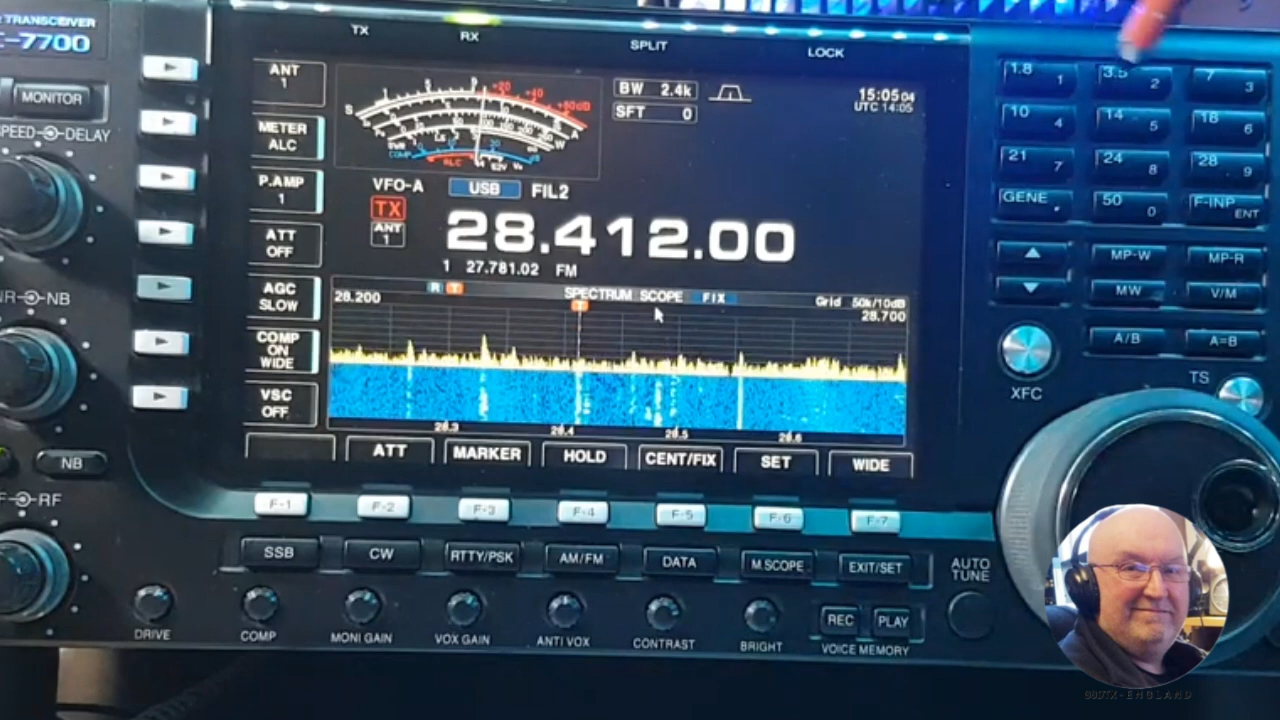 TRANSCEIVER
-7700
TX
RX
SPLIT
LOCK
MONITOR
SPEED DELAY
NR NB
NB
RF
ANT
1
METER
ALC
P.AMP
1
ATT
OFF
AGC
SLOW
COMP
ON
WIDE
VSC
OFF
S
+20
+40
+60dB
COMP
ALC
BW 2.4k
SFT 0
15:05 04
UTC 14:05
VFO-A
USB
FIL2
TX
ANT
1
28.412.00
1 27.781.02 FM
R T
28.200
SPECTRUM SCOPE FIX
Grid 50k/10dB
28.700
T
28.3
28.4
28.5
28.6
ATT
MARKER
HOLD
CENT/FIX
SET
WIDE
F-1
F-2
F-3
F-4
F-5
F-6
F-7
SSB
CW
RTTY/PSK
AM/FM
DATA
M.SCOPE
EXIT/SET
AUTO
TUNE
DRIVE
COMP
MONI GAIN
VOX GAIN
ANTI VOX
CONTRAST
BRIGHT
REC
PLAY
VOICE MEMORY
1.8 1
3.5 2
7 3
10 4
14 5
18 6
21 7
24 8
28 9
GENE .
50 0
F-INP ENT
MP-W
MP-R
MW
V/M
A/B
A=B
XFC
TS